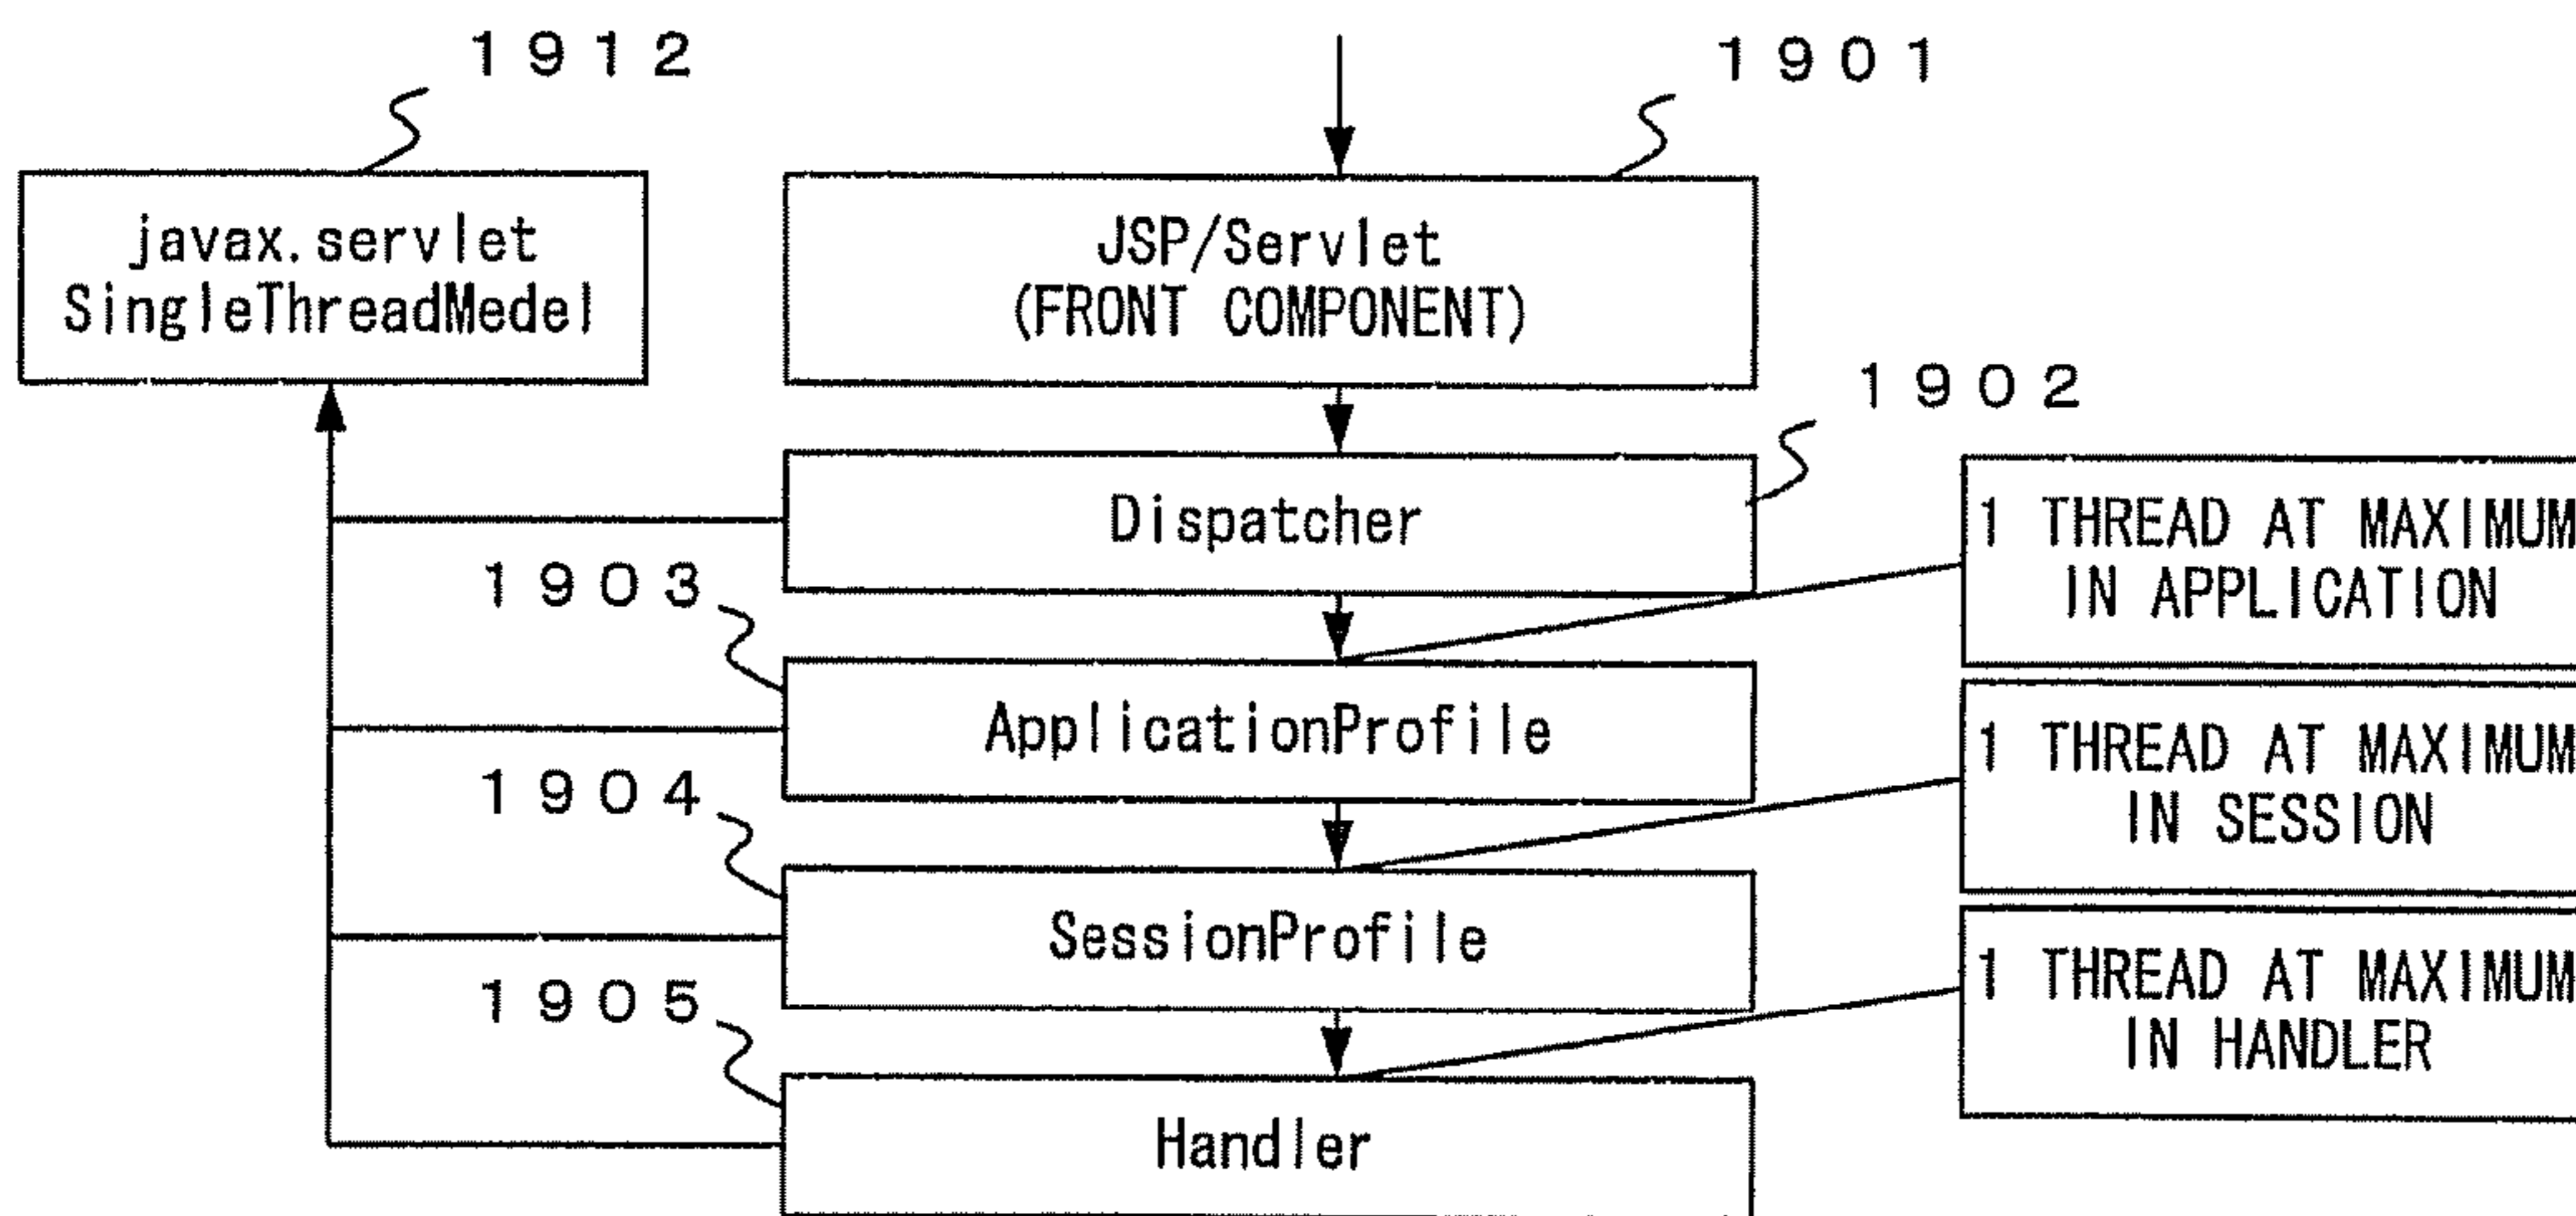 1912
1901
javax.servlet
SingleThreadMedel
JSP/Servlet
(FRONT COMPONENT)
1902
Dispatcher
1 THREAD AT MAXIMUM
IN APPLICATION
1903
ApplicationProfile
1 THREAD AT MAXIMUM
IN SESSION
1904
SessionProfile
1 THREAD AT MAXIMUM
IN HANDLER
1905
Handler